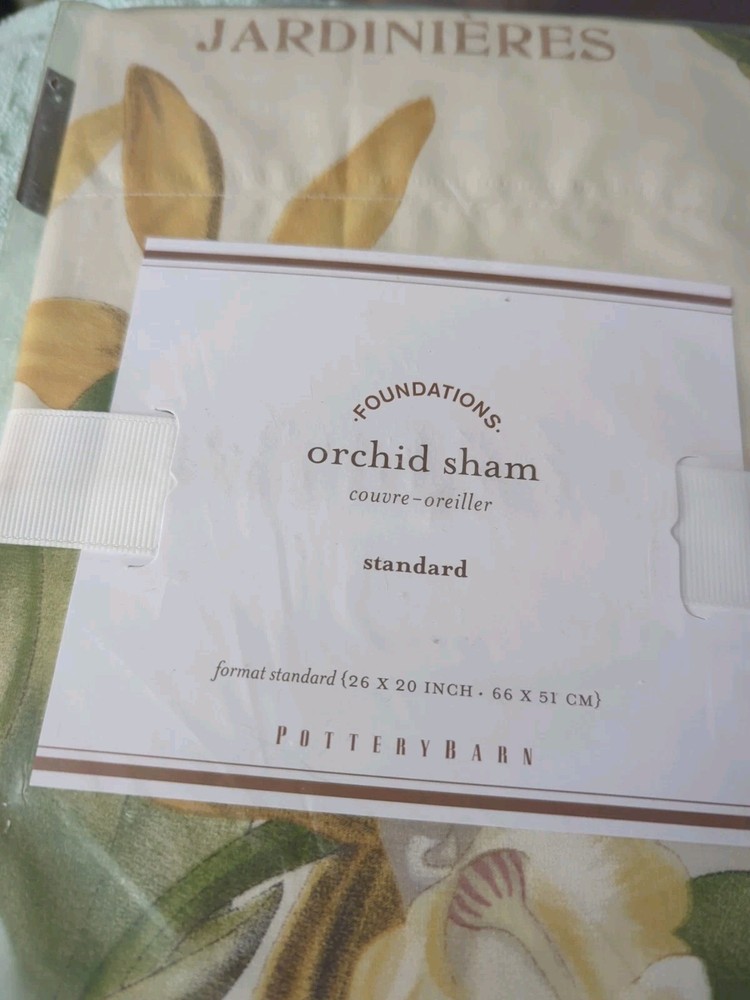 JARDINIÈRES
·FOUNDATIONS·
orchid sham
couvre-oreiller
standard
format standard {26 X 20 INCH · 66 X 51 CM}
POTTERYBARN